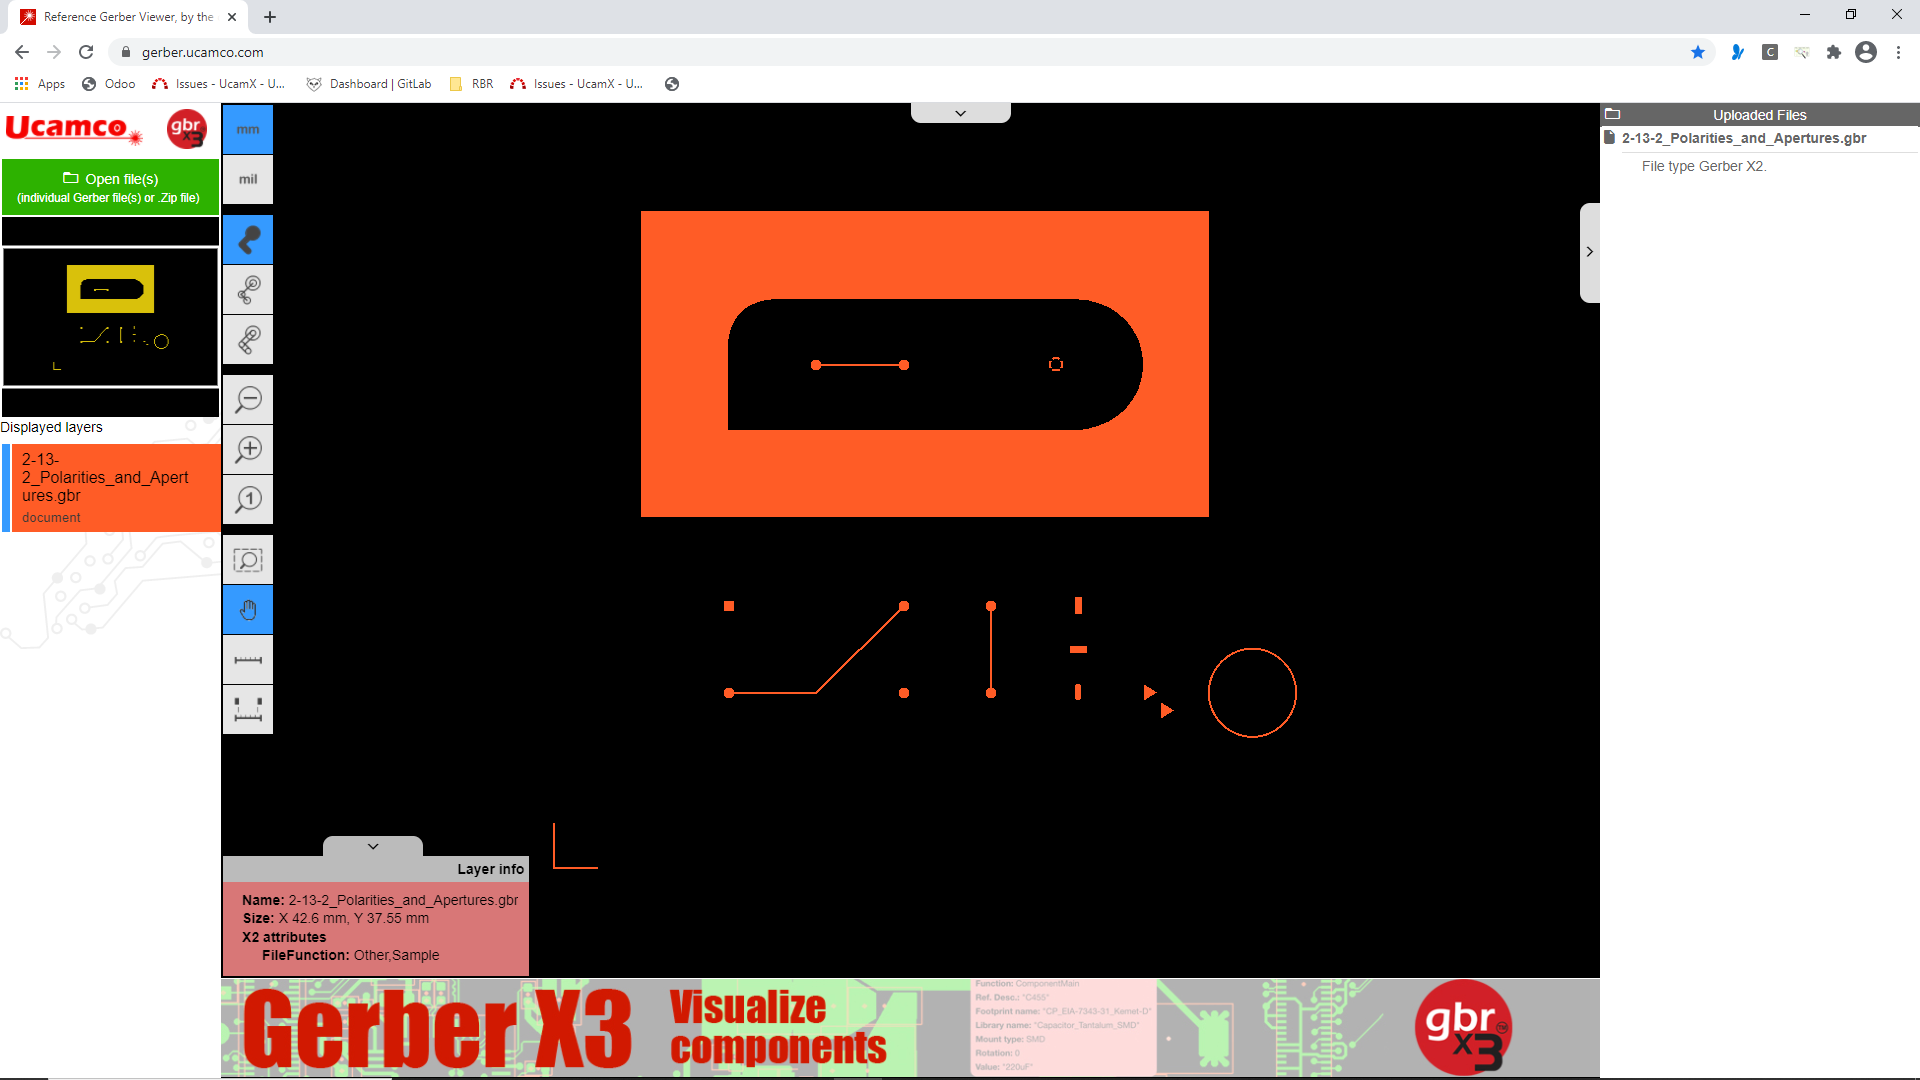 Reference Gerber Viewer, by the
gerber.ucamco.com
Apps
Odoo
Issues - UcamX - U...
Dashboard | GitLab
RBR
Issues - UcamX - U...
Ucamco
gbr
x3
Open file(s)
(individual Gerber file(s) or .Zip file)
Displayed layers
2-13-
2_Polarities_and_Apert
ures.gbr
document
mm
mil
1
Uploaded Files
2-13-2_Polarities_and_Apertures.gbr
File type Gerber X2.
Layer info
Name: 2-13-2_Polarities_and_Apertures.gbr
Size: X 42.6 mm, Y 37.55 mm
X2 attributes
FileFunction: Other,Sample
Gerber X3
Visualize
components
Function: ComponentMain
Ref. Desc.: "C455"
Footprint name: "CP_EIA-7343-31_Kemet-D"
Library name: "Capacitor_Tantalum_SMD"
Mount type: SMD
Rotation: 0
Value: "220uF"
gbr
x3